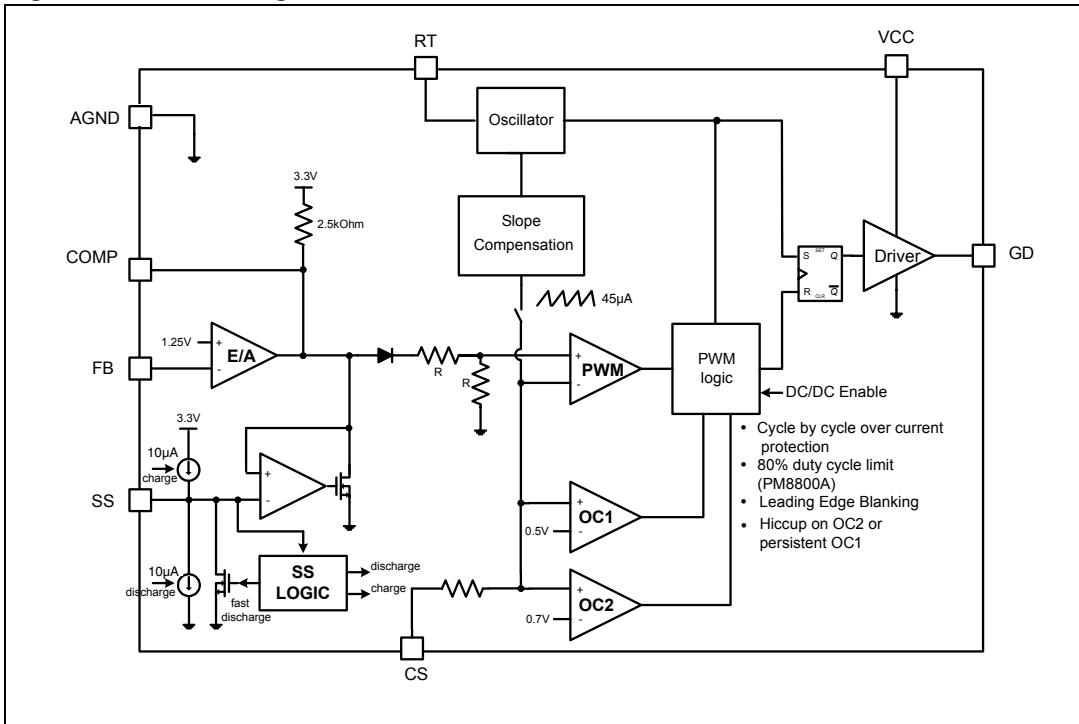 RT
VCC
AGND
Oscillator
3.3V
2.5kOhm
Slope
Compensation
COMP
45µA
S SET Q
R CLR Q
Driver
GD
1.25V
+
-
E/A
FB
R
R
+
-
PWM
PWM
logic
DC/DC Enable
3.3V
10µA
charge
SS
+
-
• Cycle by cycle over current
protection
• 80% duty cycle limit
(PM8800A)
• Leading Edge Blanking
• Hiccup on OC2 or
persistent OC1
+
-
OC1
0.5V
10µA
discharge
fast
discharge
SS
LOGIC
discharge
charge
+
-
OC2
0.7V
CS